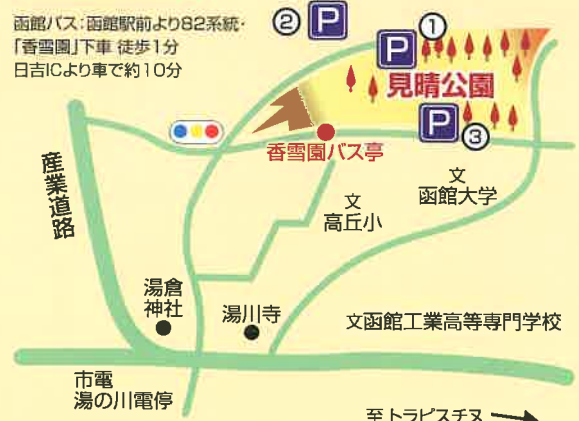 函館バス：函館駅前より82系統・
「香雪園」下車 徒歩1分
日吉ICより車で約10分
② P
① P
見晴公園
P ③
香雪園バス亭
産業道路
文
高丘小
文
函館大学
湯倉
神社
湯川寺
文函館工業高等専門学校
市電
湯の川電停
至トラピスチヌ